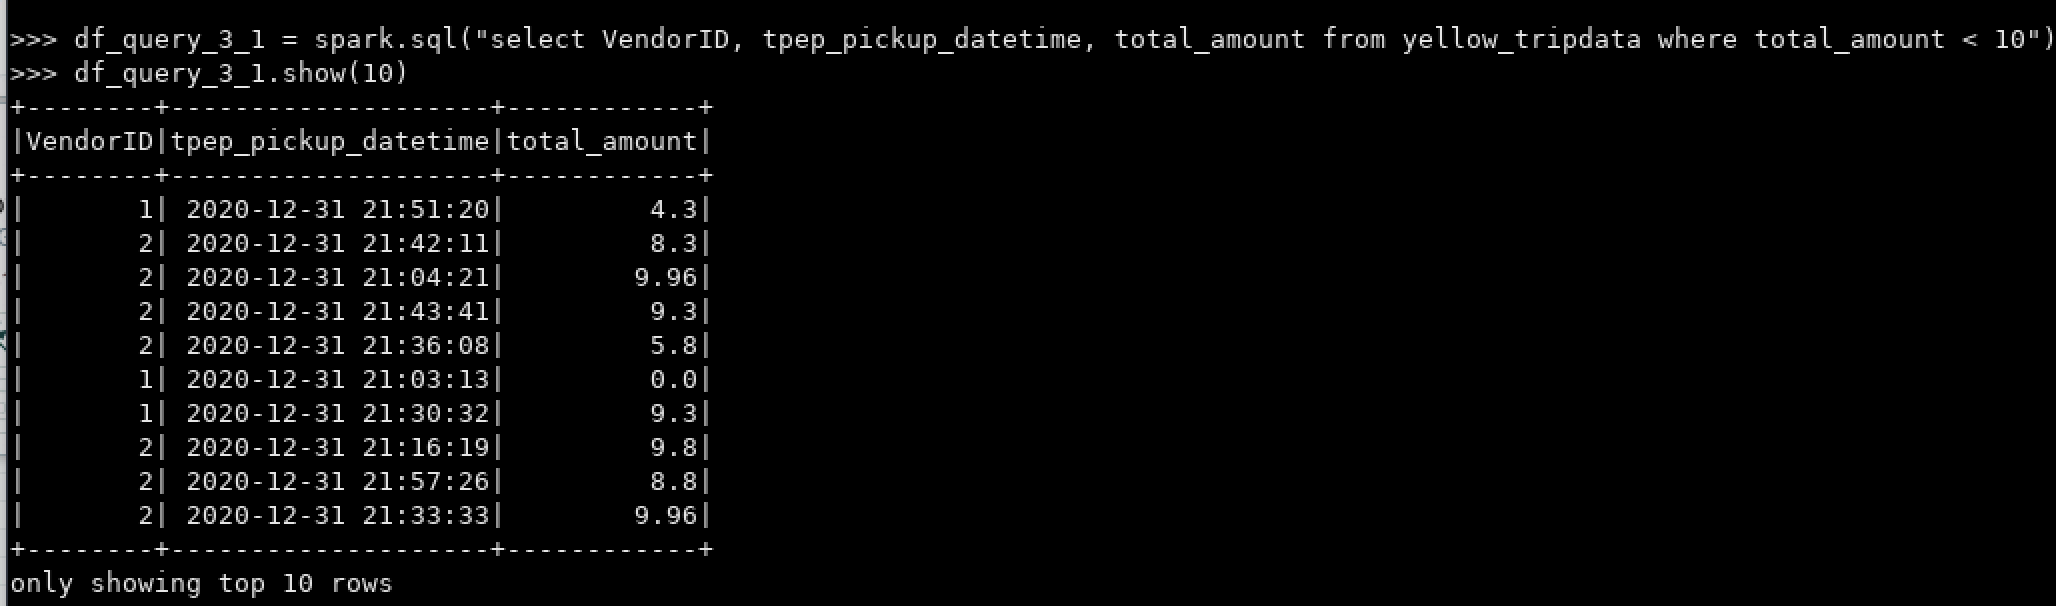 >>> df_query_3_1 = spark.sql("select VendorID, tpep_pickup_datetime, total_amount from yellow_tripdata where total_amount < 10")
>>> df_query_3_1.show(10)
+--------+--------------------+------------+
|VendorID|tpep_pickup_datetime|total_amount|
+--------+--------------------+------------+
|       1| 2020-12-31 21:51:20|         4.3|
|       2| 2020-12-31 21:42:11|         8.3|
|       2| 2020-12-31 21:04:21|        9.96|
|       2| 2020-12-31 21:43:41|         9.3|
|       2| 2020-12-31 21:36:08|         5.8|
|       1| 2020-12-31 21:03:13|         0.0|
|       1| 2020-12-31 21:30:32|         9.3|
|       2| 2020-12-31 21:16:19|         9.8|
|       2| 2020-12-31 21:57:26|         8.8|
|       2| 2020-12-31 21:33:33|        9.96|
+--------+--------------------+------------+
only showing top 10 rows